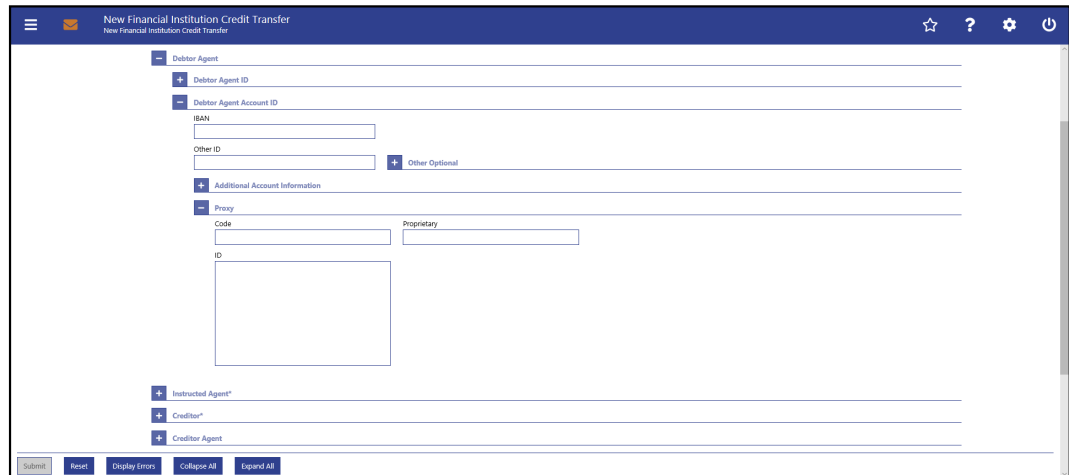 New Financial Institution Credit Transfer
New Financial Institution Credit Transfer
Debtor Agent
Debtor Agent ID
Debtor Agent Account ID
IBAN
Other ID
Other Optional
Additional Account Information
Proxy
Code Proprietary
ID
Instructed Agent*
Creditor*
Creditor Agent
Submit Reset Display Errors Collapse All Expand All